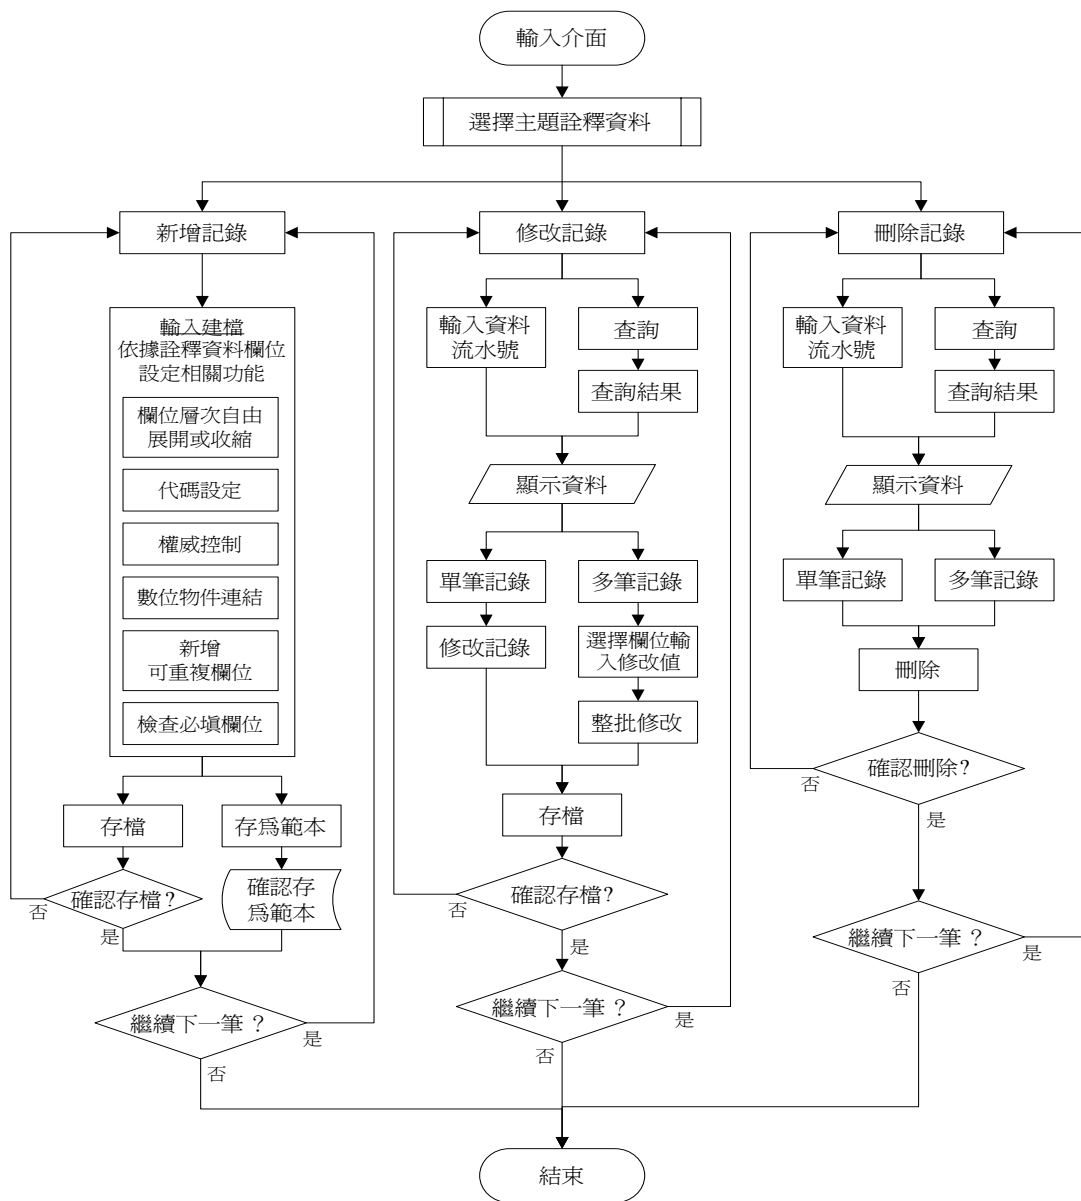 輸入介面
選擇主題詮釋資料
新增記錄
輸入建檔
依據詮釋資料欄位
設定相關功能
欄位層次自由
展開或收縮
代碼設定
權威控制
數位物件連結
新增
可重複欄位
檢查必填欄位
存檔
存為範本
確認存檔?
確認存
為範本
否
是
繼續下一筆？
是
否
修改記錄
輸入資料
流水號
查詢
查詢結果
顯示資料
單筆記錄
多筆記錄
修改記錄
選擇欄位輸
入修改值
整批修改
存檔
確認存檔?
否
是
繼續下一筆？
是
否
刪除記錄
輸入資料
流水號
查詢
查詢結果
顯示資料
單筆記錄
多筆記錄
刪除
確認刪除?
否
是
繼續下一筆？
是
否
結束